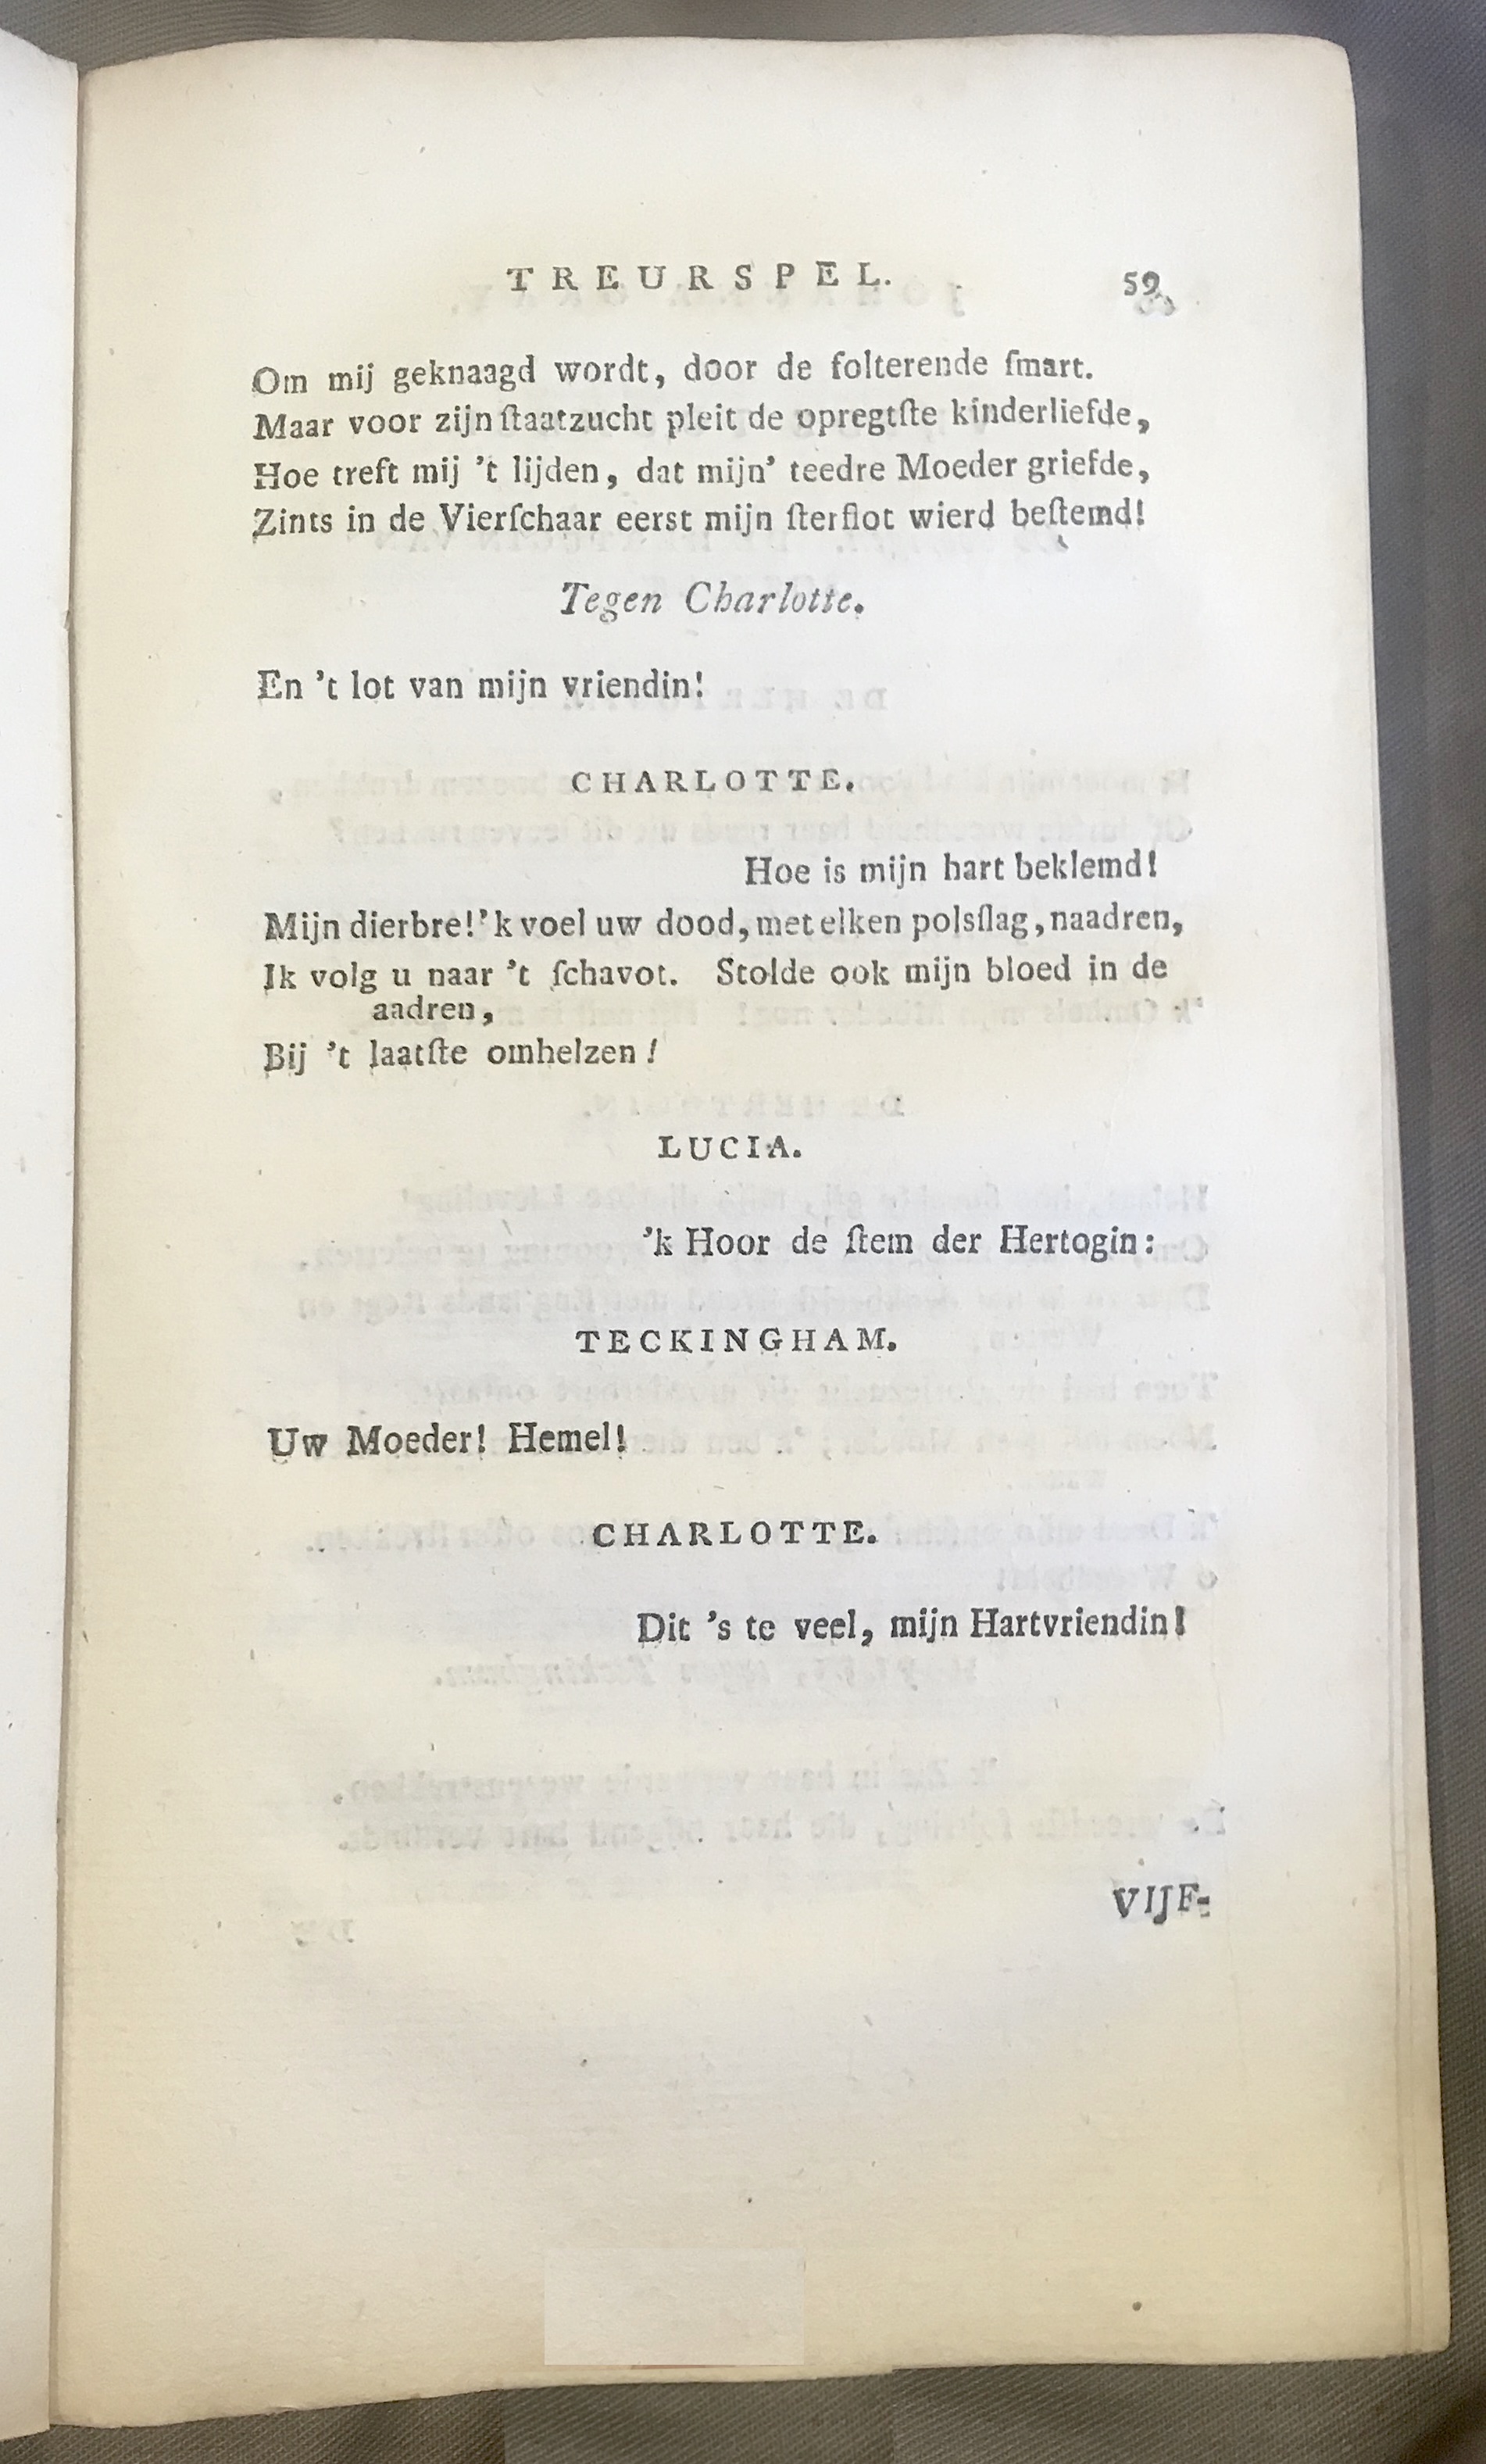 TREURSPEL. 59
Om mij geknaagd wordt, door de folterende ſmart.
Maar voor zijn ſtaatzucht pleit de opregtſte kinderliefde,
Hoe treft mij ’t lijden, dat mijn’ teedre Moeder griefde,
Zints in de Vierſchaar eerst mijn ſterflot wierd beſtemd!
Tegen Charlotte.
En ’t lot van mijn vriendin!
CHARLOTTE.
Hoe is mijn hart beklemd!
Mijn dierbre! ’k voel uw dood, met elken polsſlag, naadren,
Ik volg u naar ’t ſchavot. Stolde ook mijn bloed in de
aadren,
Bij ’t laatſte omhelzen!
LUCIA.
’k Hoor de ſtem der Hertogin:
TECKINGHAM.
Uw Moeder! Hemel!
CHARLOTTE.
Dit ’s te veel, mijn Hartvriendin!
VIJF-